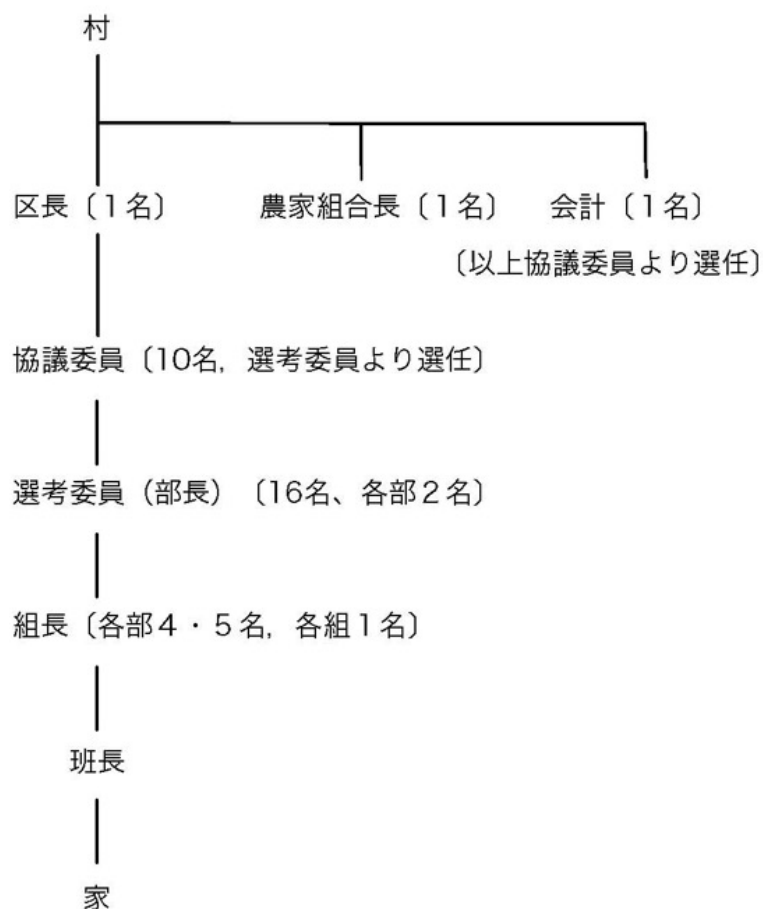 村
区長〔1名〕 農家組合長〔1名〕 会計〔1名〕
〔以上協議委員より選任〕
協議委員〔10名，選考委員より選任〕
選考委員（部長）〔16名、各部２名〕
組長〔各部４・５名，各組１名〕
班長
家